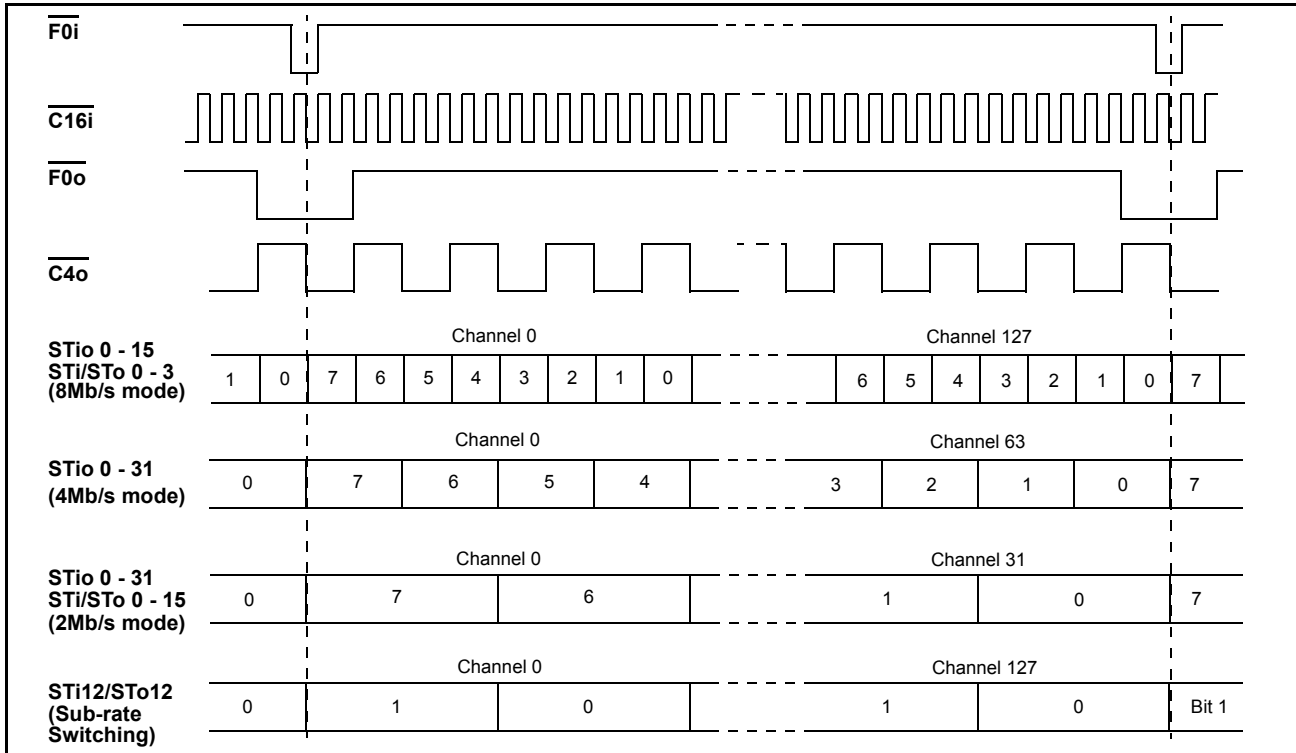 F0i
C16i
F0o
C4o
Channel 0 Channel 127
STio 0 - 15
STi/STo 0 - 3
(8Mb/s mode)
1 0 7 6 5 4 3 2 1 0 6 5 4 3 2 1 0 7
Channel 0 Channel 63
STio 0 - 31
(4Mb/s mode)
0 7 6 5 4 3 2 1 0 7
Channel 0 Channel 31
STio 0 - 31
STi/STo 0 - 15
(2Mb/s mode)
0 7 6 1 0 7
Channel 0 Channel 127
STi12/STo12
(Sub-rate
Switching)
0 1 0 1 0 Bit 1